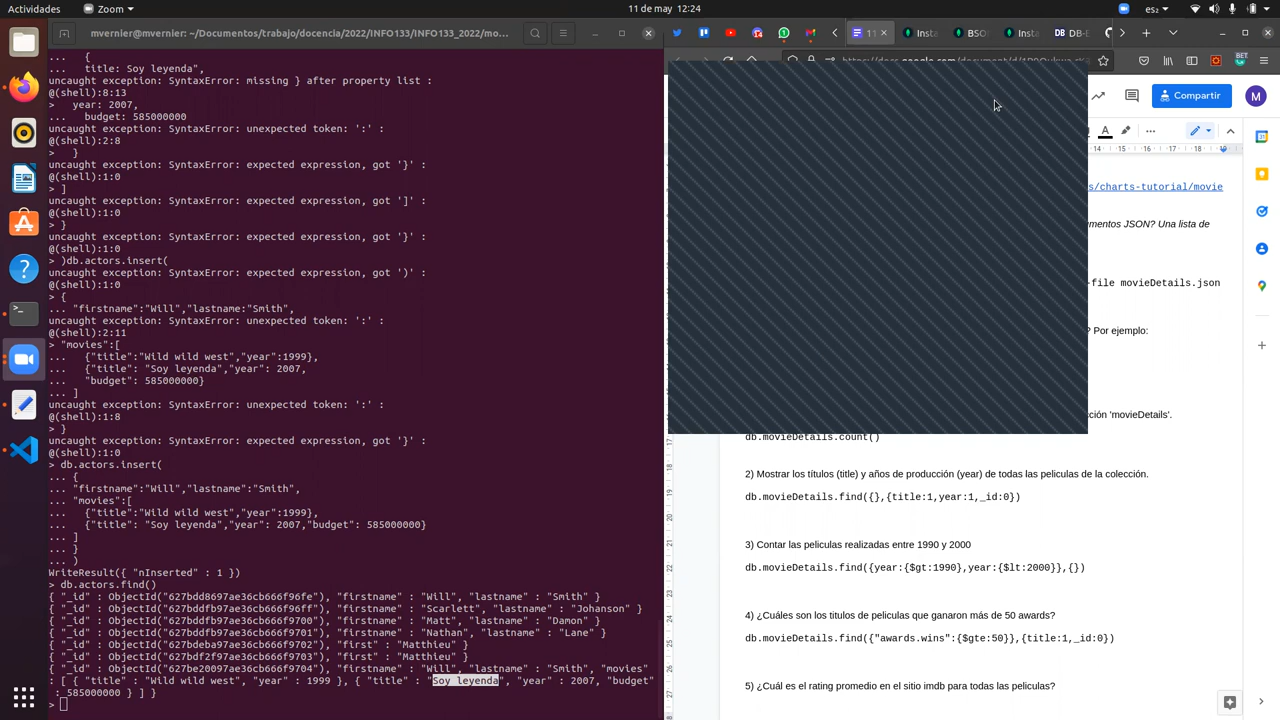 Actividades
Zoom
11 de may 12:24
mvernier@mvernier: ~/Documentos/trabajo/docencia/2022/INFO133/INFO133_2022/mo...
... {
... title: Soy leyenda",
uncaught exception: SyntaxError: missing } after property list :
@(shell):8:13
> year: 2007,
... budget: 585000000
uncaught exception: SyntaxError: unexpected token: ':' :
@(shell):2:8
> }
uncaught exception: SyntaxError: expected expression, got '}' :
@(shell):1:0
> ]
uncaught exception: SyntaxError: expected expression, got ']' :
@(shell):1:0
> }
uncaught exception: SyntaxError: expected expression, got '}' :
@(shell):1:0
> )db.actors.insert(
uncaught exception: SyntaxError: expected expression, got ')' :
@(shell):1:0
> {
... "firstname":"Will","lastname":"Smith",
uncaught exception: SyntaxError: unexpected token: ':' :
@(shell):2:11
> "movies":[
... {"title":"Wild wild west","year":1999},
... {"title": "Soy leyenda","year": 2007,
... "budget": 585000000}
... ]
uncaught exception: SyntaxError: unexpected token: ':' :
@(shell):1:8
> }
uncaught exception: SyntaxError: expected expression, got '}' :
@(shell):1:0
> db.actors.insert(
... {
... "firstname":"Will","lastname":"Smith",
... "movies":[
... {"title":"Wild wild west","year":1999},
... {"title": "Soy leyenda","year": 2007,"budget": 585000000}
... ]
... }
... )
WriteResult({ "nInserted" : 1 })
> db.actors.find()
{ "_id" : ObjectId("627bdd8697ae36cb666f96fe"), "firstname" : "Will", "lastname" : "Smith" }
{ "_id" : ObjectId("627bddfb97ae36cb666f96ff"), "firstname" : "Scarlett", "lastname" : "Johanson" }
{ "_id" : ObjectId("627bddfb97ae36cb666f9700"), "firstname" : "Matt", "lastname" : "Damon" }
{ "_id" : ObjectId("627bddfb97ae36cb666f9701"), "firstname" : "Nathan", "lastname" : "Lane" }
{ "_id" : ObjectId("627bdeba97ae36cb666f9702"), "first" : "Matthieu" }
{ "_id" : ObjectId("627bdf2f97ae36cb666f9703"), "first" : "Matthieu" }
{ "_id" : ObjectId("627be20097ae36cb666f9704"), "firstname" : "Will", "lastname" : "Smith", "movies"
: [ { "title" : "Wild wild west", "year" : 1999 }, { "title" : "Soy leyenda", "year" : 2007, "budget"
: 585000000 } ] }
>
11
Insta
BSO
Insta
DB-E
Compartir
M
14 15 16 17 18 19
s/charts-tutorial/movie
mentos JSON? Una lista de
-file movieDetails.json
? Por ejemplo:
cción 'movieDetails'.
db.movieDetails.count()
2) Mostrar los títulos (title) y años de producción (year) de todas las peliculas de la colección.
db.movieDetails.find({},{title:1,year:1,_id:0})
3) Contar las peliculas realizadas entre 1990 y 2000
db.movieDetails.find({year:{$gt:1990},year:{$lt:2000}},{})
4) ¿Cuáles son los titulos de peliculas que ganaron más de 50 awards?
db.movieDetails.find({"awards.wins":{$gte:50}},{title:1,_id:0})
5) ¿Cuál es el rating promedio en el sitio imdb para todas las peliculas?